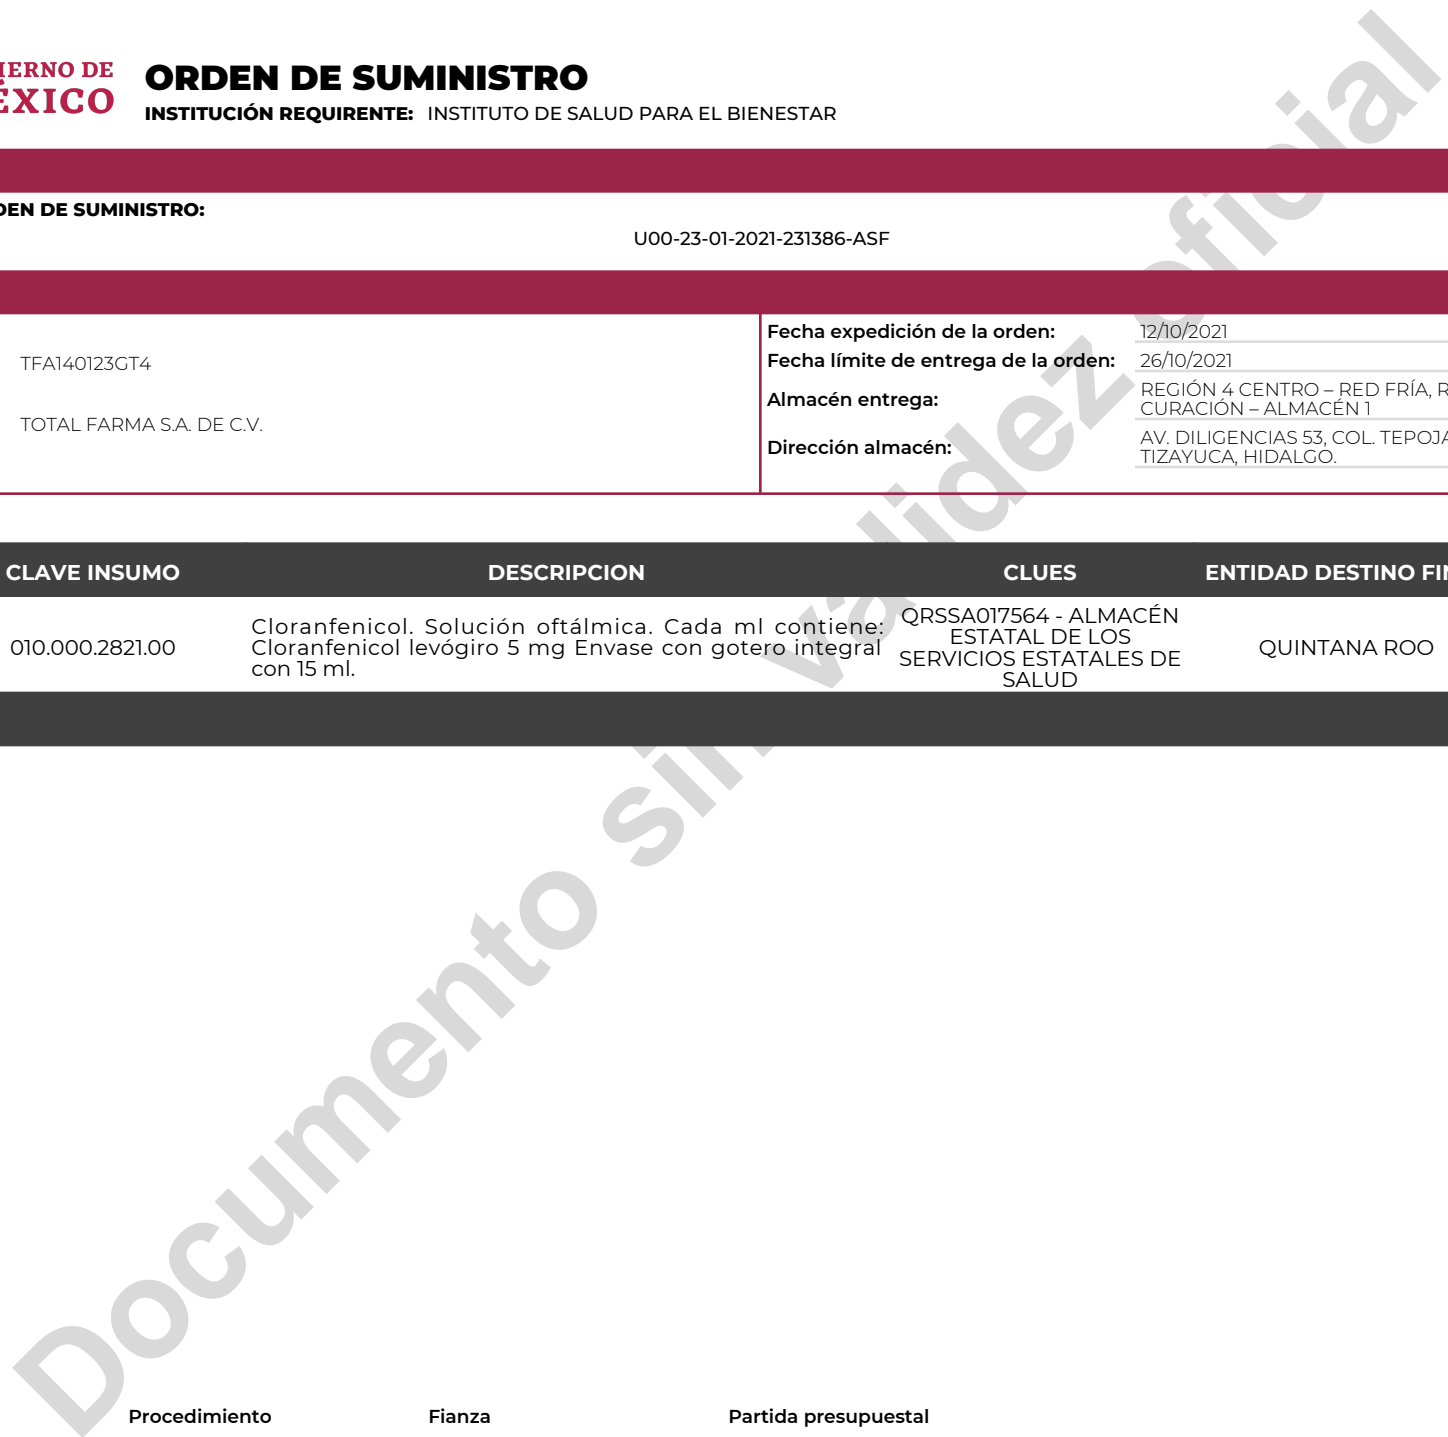 IERNO DE
ÉXICO
ORDEN DE SUMINISTRO
INSTITUCIÓN REQUIRENTE: INSTITUTO DE SALUD PARA EL BIENESTAR
DEN DE SUMINISTRO:
U00-23-01-2021-231386-ASF
TFA140123GT4
TOTAL FARMA S.A. DE C.V.
Fecha expedición de la orden: 12/10/2021
Fecha límite de entrega de la orden: 26/10/2021
Almacén entrega: REGIÓN 4 CENTRO – RED FRÍA, R
CURACIÓN – ALMACÉN 1
Dirección almacén: AV. DILIGENCIAS 53, COL. TEPOJA
TIZAYUCA, HIDALGO.
CLAVE INSUMO DESCRIPCION CLUES ENTIDAD DESTINO FIN
010.000.2821.00
Cloranfenicol. Solución oftálmica. Cada ml contiene:
Cloranfenicol levógiro 5 mg Envase con gotero integral
con 15 ml.
QRSSA017564 - ALMACÉN
ESTATAL DE LOS
SERVICIOS ESTATALES DE
SALUD
QUINTANA ROO
Documento sin validez oficial
Procedimiento Fianza Partida presupuestal